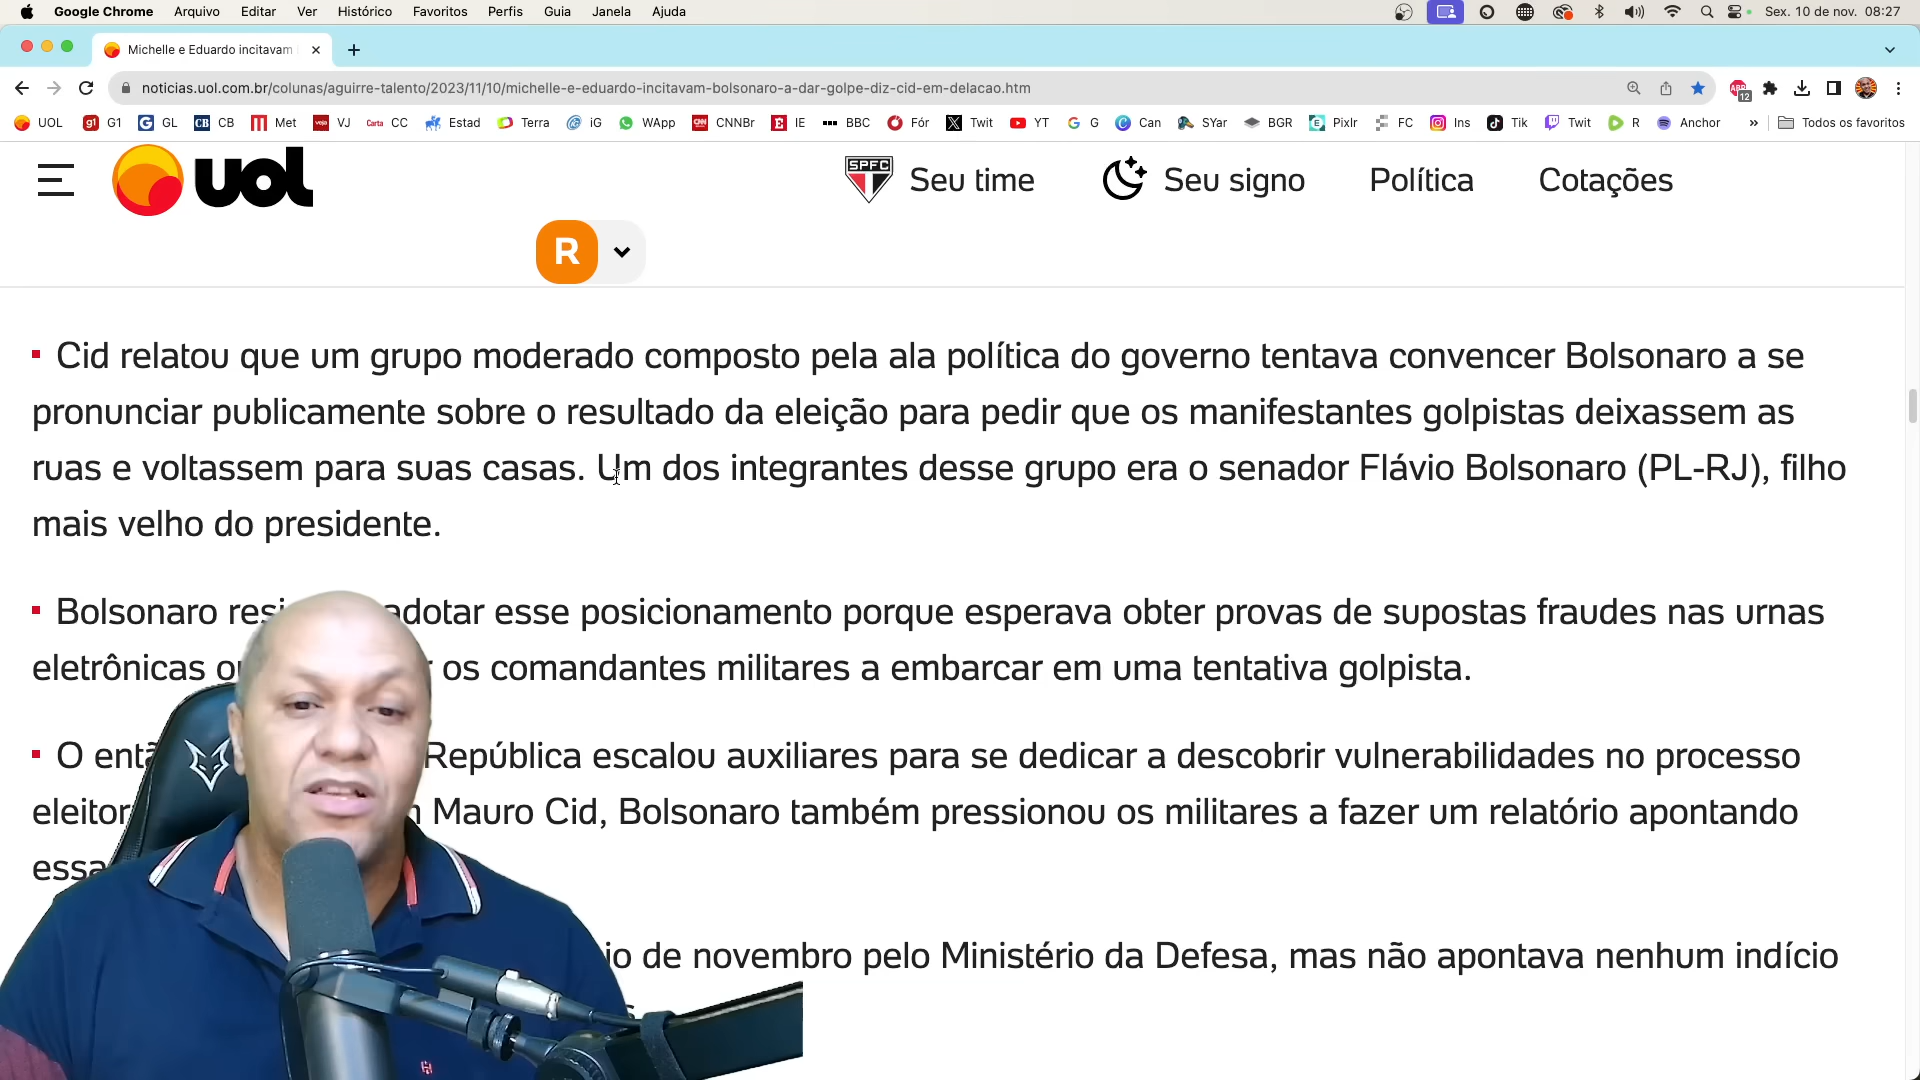 Google Chrome Arquivo Editar Ver Histórico Favoritos Perfis Guia Janela Ajuda Sex. 10 de nov. 08:27
Michelle e Eduardo incitavam
noticias.uol.com.br/colunas/aguirre-talento/2023/11/10/michelle-e-eduardo-incitavam-bolsonaro-a-dar-golpe-diz-cid-em-delacao.htm
12
UOL G1 GL CB Met VJ CC Estad Terra iG WApp CNNBr IE BBC Fór Twit YT G Can SYar BGR Pixlr FC Ins Tik Twit R Anchor » Todos os favoritos
uol SPFC Seu time Seu signo Política Cotações
R
Cid relatou que um grupo moderado composto pela ala política do governo tentava convencer Bolsonaro a se
pronunciar publicamente sobre o resultado da eleição para pedir que os manifestantes golpistas deixassem as
ruas e voltassem para suas casas. Um dos integrantes desse grupo era o senador Flávio Bolsonaro (PL-RJ), filho
mais velho do presidente.
Bolsonaro adotar esse posicionamento porque esperava obter provas de supostas fraudes nas urnas
eletrônicas os comandantes militares a embarcar em uma tentativa golpista.
O República escalou auxiliares para se dedicar a descobrir vulnerabilidades no processo
Mauro Cid, Bolsonaro também pressionou os militares a fazer um relatório apontando
de novembro pelo Ministério da Defesa, mas não apontava nenhum indício